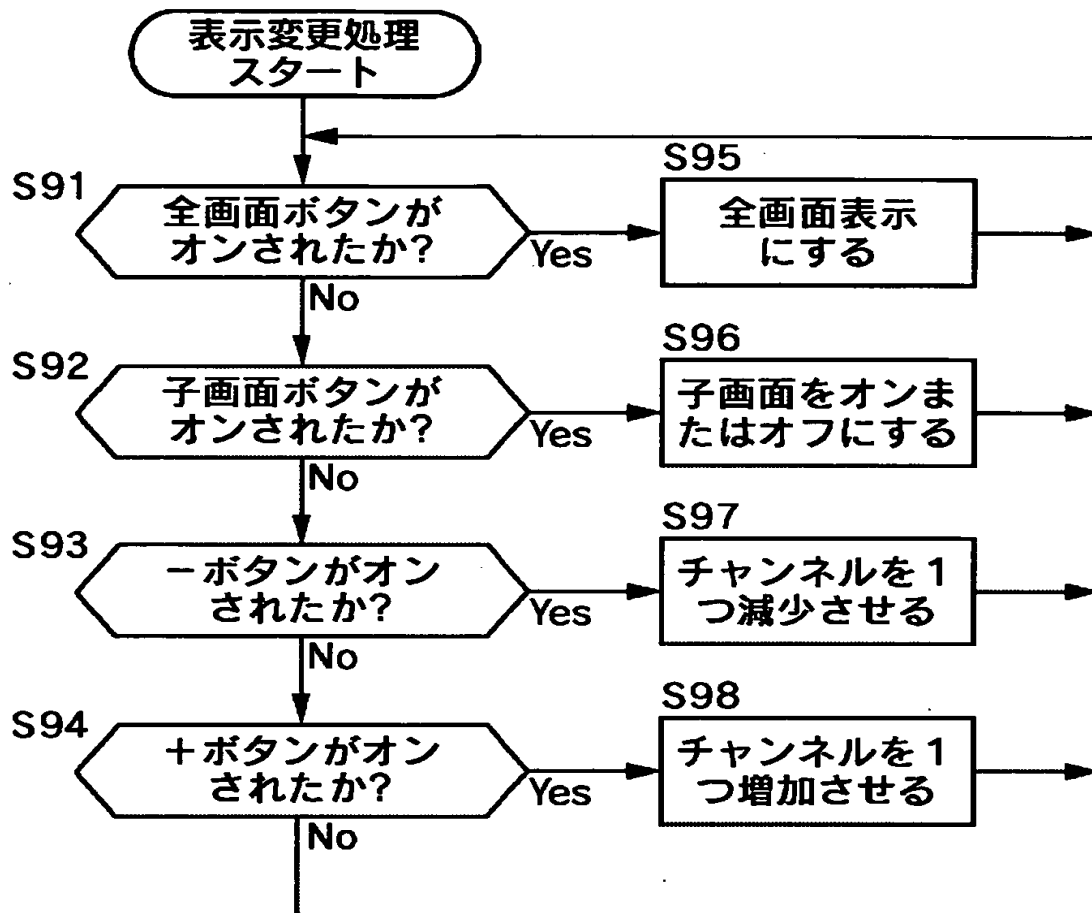 表示変更処理
スタート
S91
全画面ボタンが
オンされたか?
Yes
No
S95
全画面表示
にする
S92
子画面ボタンが
オンされたか?
Yes
No
S96
子画面をオンま
たはオフにする
S93
－ボタンがオン
されたか?
Yes
No
S97
チャンネルを1
つ減少させる
S94
＋ボタンがオン
されたか?
Yes
No
S98
チャンネルを1
つ増加させる